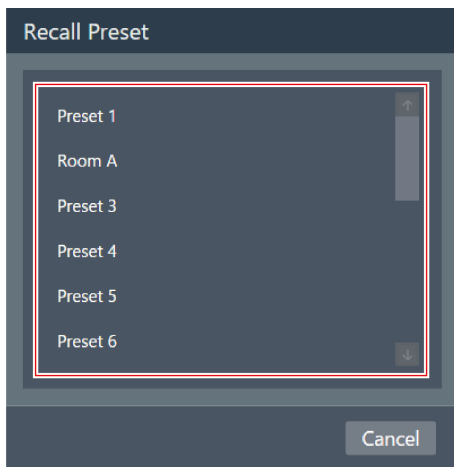 Recall Preset
Preset 1
Room A
Preset 3
Preset 4
Preset 5
Preset 6
Cancel